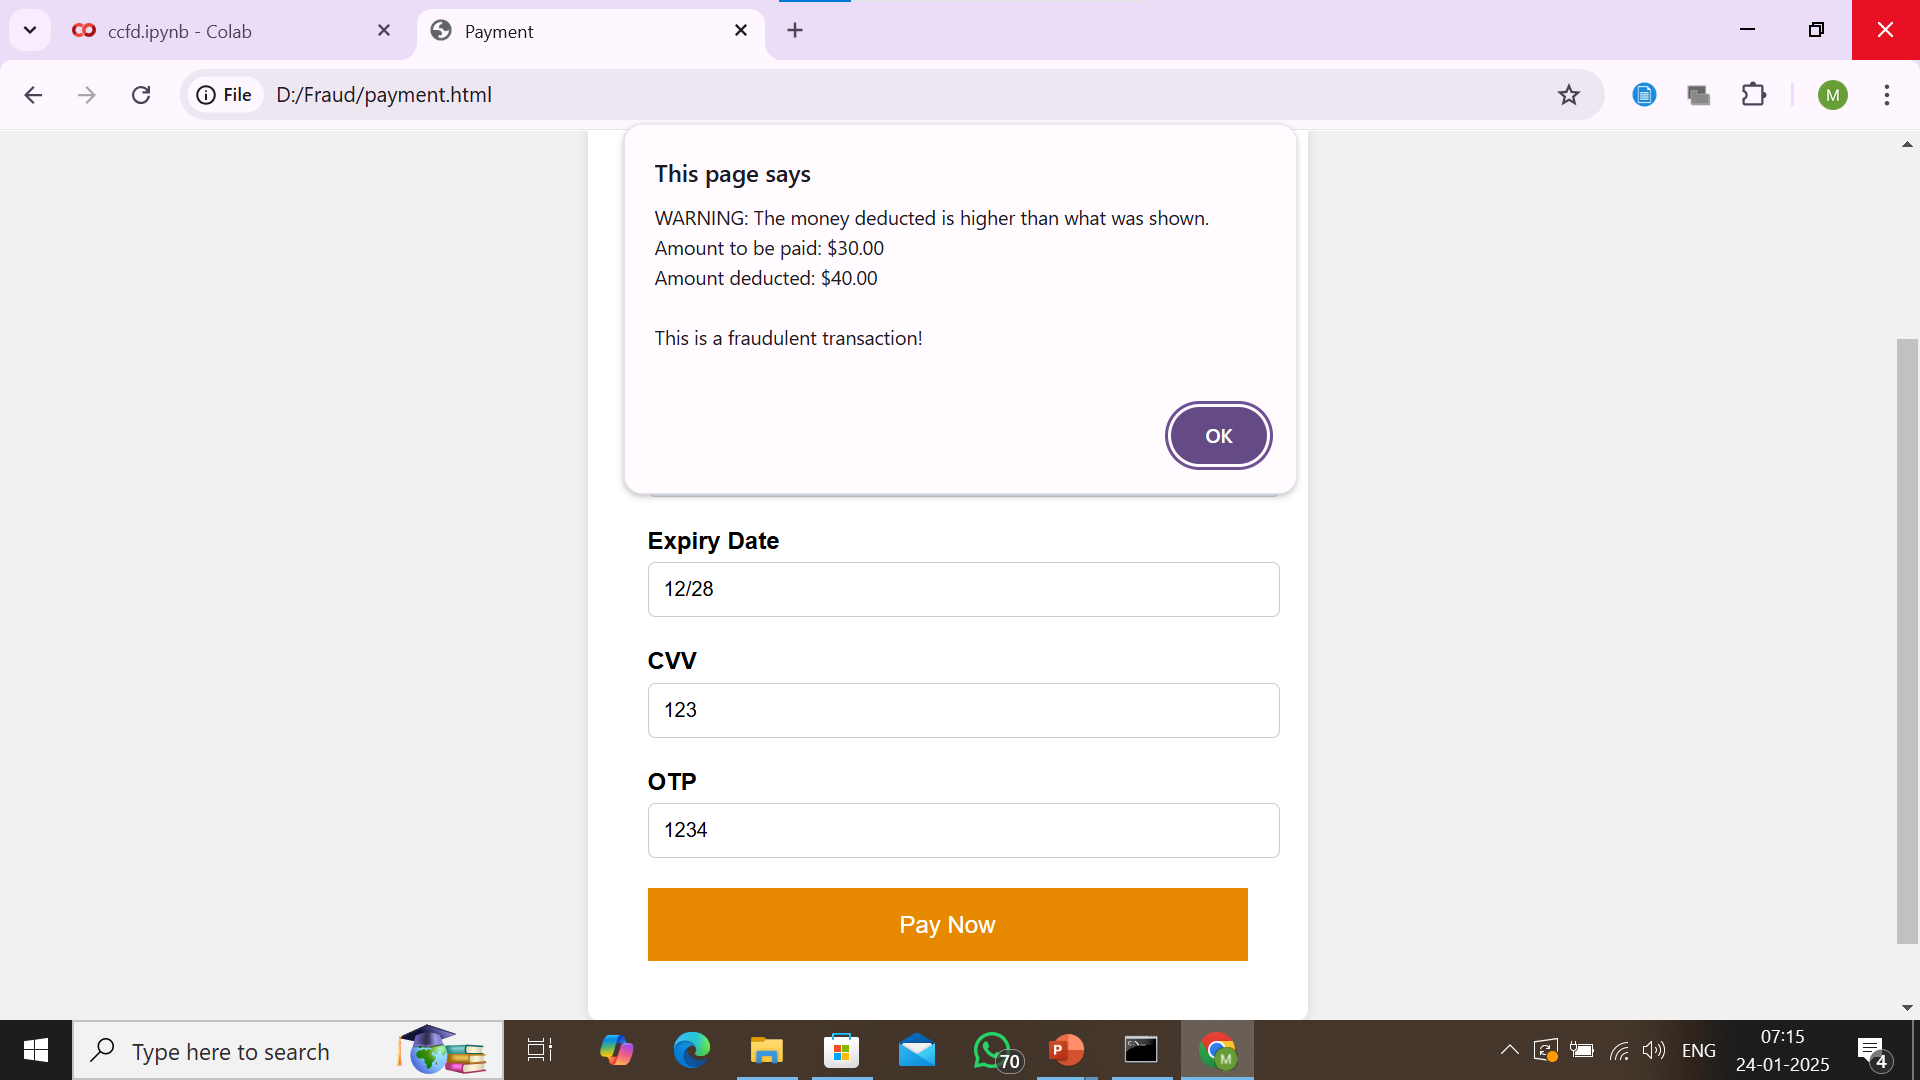 ccfd.ipynb - Colab
Payment
File
D:/Fraud/payment.html
M
This page says
WARNING: The money deducted is higher than what was shown.
Amount to be paid: $30.00
Amount deducted: $40.00
This is a fraudulent transaction!
OK
Expiry Date
12/28
CVV
123
OTP
1234
Pay Now
Type here to search
70
P
C:\_
M
ENG
07:15
24-01-2025
4